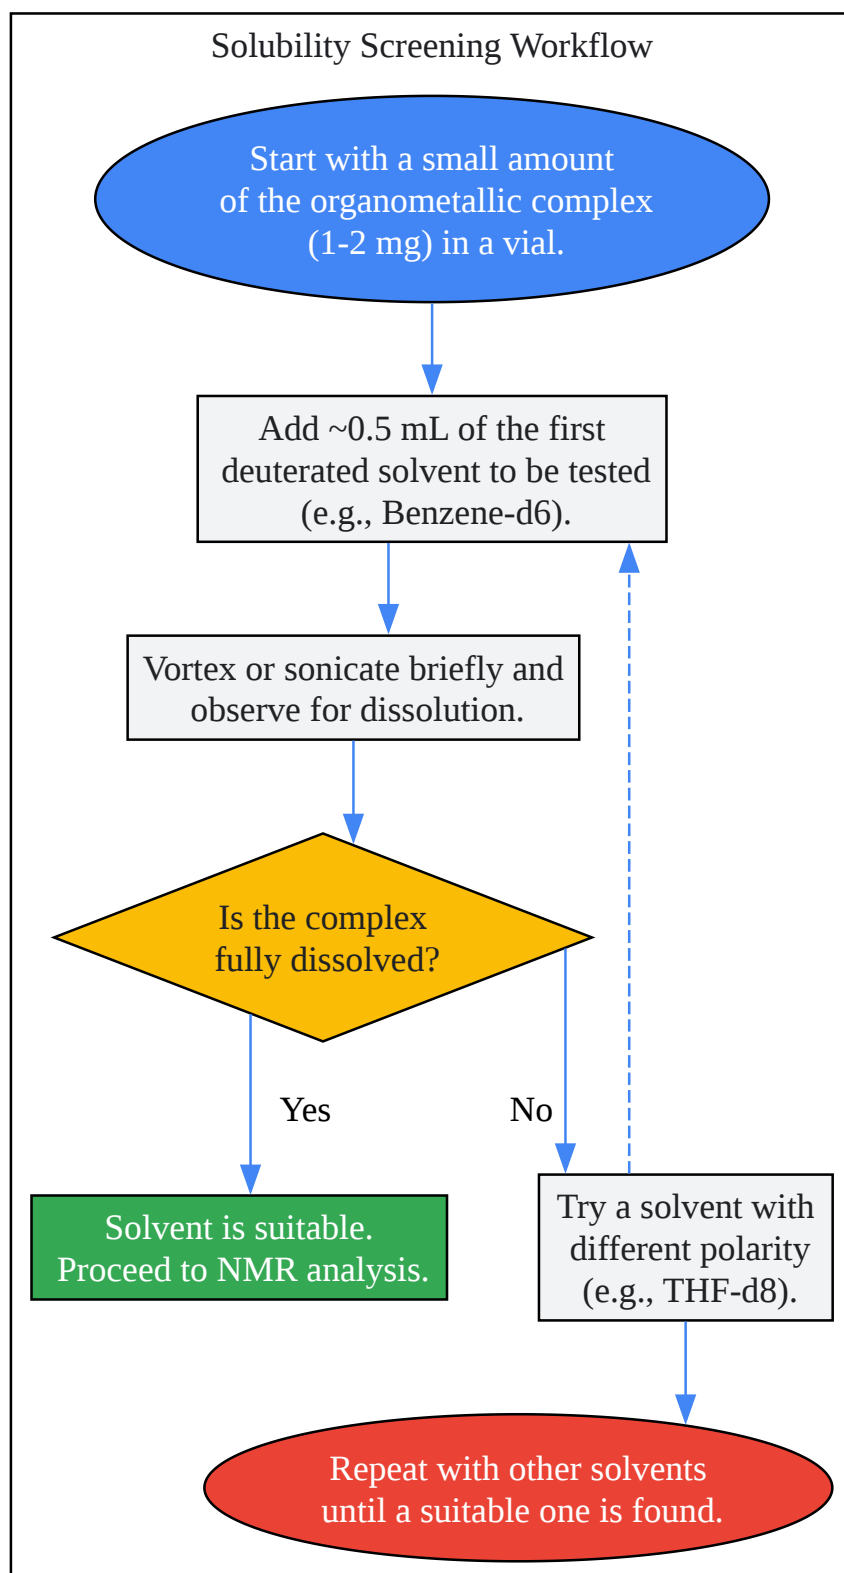 Solubility Screening Workflow
Start with a small amount
of the organometallic complex
(1-2 mg) in a vial.
Add ~0.5 mL of the first
deuterated solvent to be tested
(e.g., Benzene-d6).
Vortex or sonicate briefly and
observe for dissolution.
Is the complex
fully dissolved?
Yes
No
Solvent is suitable.
Proceed to NMR analysis.
Try a solvent with
different polarity
(e.g., THF-d8).
Repeat with other solvents
until a suitable one is found.